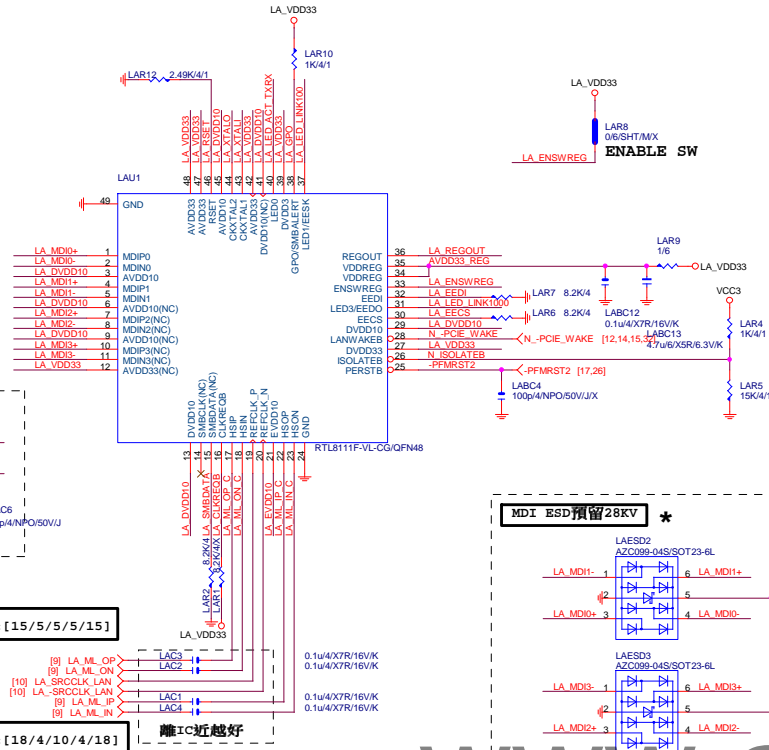 LA_VDD33
LAR10
1K/4/1
LAR12 2.49K/4/1
LA_VDD33
LAR8
0/6/SHT/M/X
ENABLE SW
LA_ENSWREG
LA_VDD33
LA_VDD33
LA_RSET
LA_DVDD10
LA_XTALO
LA_XTALI
LA_VDD33
LA_DVDD10
LA_LED_ACT_TXRX
LA_VDD33
LA_GPO
LA_LED_LINK100
LAU1
48 47 46 45 44 43 42 41 40 39 38 37
AVDD33
AVDD33
RSET
AVDD10
CKXTAL2
CKXTAL1
AVDD33
DVDD10(NC)
LED0
DVDD33
GPO/SMBALERT
LED1/EESK
49 GND
LA_MDI0+ 1 MDIP0
LA_MDI0- 2 MDIN0
LA_DVDD10 3 AVDD10
LA_MDI1+ 4 MDIP1
LA_MDI1- 5 MDIN1
LA_DVDD10 6 AVDD10(NC)
LA_MDI2+ 7 MDIP2(NC)
LA_MDI2- 8 MDIN2(NC)
LA_DVDD10 9 AVDD10(NC)
LA_MDI3+ 10 MDIP3(NC)
LA_MDI3- 11 MDIN3(NC)
LA_VDD33 12 AVDD33(NC)
REGOUT 36 LA_REGOUT
VDDREG 35 AVDD33_REG
VDDREG 34
ENSWREG 33 LA_ENSWREG
EEDI 32 LA_EEDI
LED3/EEDO 31 LA_LED_LINK1000
EECS 30 LA_EECS
DVDD10 29 LA_DVDD10
LANWAKEB 28 N_-PCIE_WAKE
DVDD33 27 LA_VDD33
ISOLATEB 26 N_ISOLATEB
PERSTB 25 -PFMRST2
LAR9
1/6
LA_VDD33
LAR7 8.2K/4
LAR6 8.2K/4
LABC12
0.1u/4/X7R/16V/K
LABC13
4.7u/6/X5R/6.3V/K
VCC3
LAR4
1K/4/1
N_-PCIE_WAKE [12,14,15,32]
-PFMRST2 [17,26]
LABC4
100p/4/NPO/50V/J/X
LAR5
15K/4/1
RTL8111F-VL-CG/QFN48
DVDD10
SMBCLK(NC)
SMBDATA(NC)
CLKREQB
HSIP
HSIN
REFCLK_P
REFCLK_N
EVDD10
HSOP
HSON
GND
13 14 15 16 17 18 19 20 21 22 23 24
LA_DVDD10
LA_SMBDATA
LA_CLKREQB
LA_ML_OP_C
LA_ML_ON_C
LA_EVDD10
LA_ML_IP_C
LA_ML_IN_C
8.2K/4
8.2K/4/X
LAR2
LAR1
LA_VDD33
C6
p/4/NPO/50V/J
[15/5/5/5/15]
[9] LA_ML_OP LAC3 0.1u/4/X7R/16V/K
[9] LA_ML_ON LAC2 0.1u/4/X7R/16V/K
[10] LA_SRCCLK_LAN
[10] LA_-SRCCLK_LAN
[9] LA_ML_IP LAC1 0.1u/4/X7R/16V/K
[9] LA_ML_IN LAC4 0.1u/4/X7R/16V/K
離IC近越好
[18/4/10/4/18]
MDI ESD預留28KV *
LAESD2
AZC099-04S/SOT23-6L
LA_MDI1- 1 6 LA_MDI1+
2 5
LA_MDI0+ 3 4 LA_MDI0-
LAESD3
AZC099-04S/SOT23-6L
LA_MDI3- 1 6 LA_MDI3+
2 5
LA_MDI2+ 3 4 LA_MDI2-